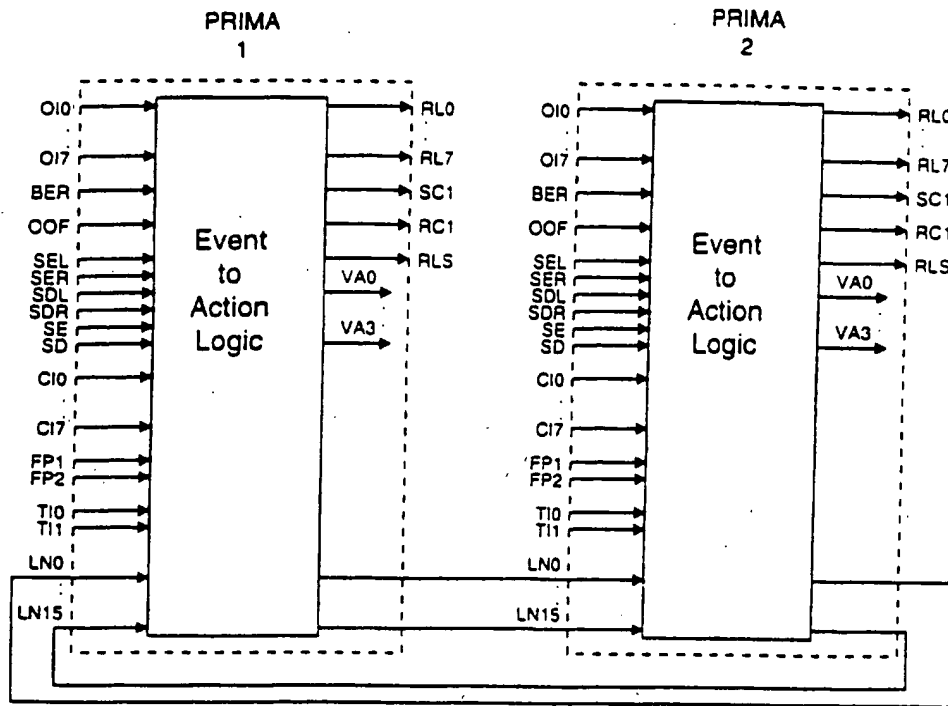 PRIMA
1
PRIMA
2
OI0
OI7
BER
OOF
SEL
SER
SDL
SDR
SE
SD
CI0
CI7
FP1
FP2
TI0
TI1
LN0
LN15
Event
to
Action
Logic
RL0
RL7
SC1
RC1
RLS
VA0
VA3
OI0
OI7
BER
OOF
SEL
SER
SDL
SDR
SE
SD
CI0
CI7
FP1
FP2
TI0
TI1
LN0
LN15
Event
to
Action
Logic
RL0
RL7
SC1
RC1
RLS
VA0
VA3